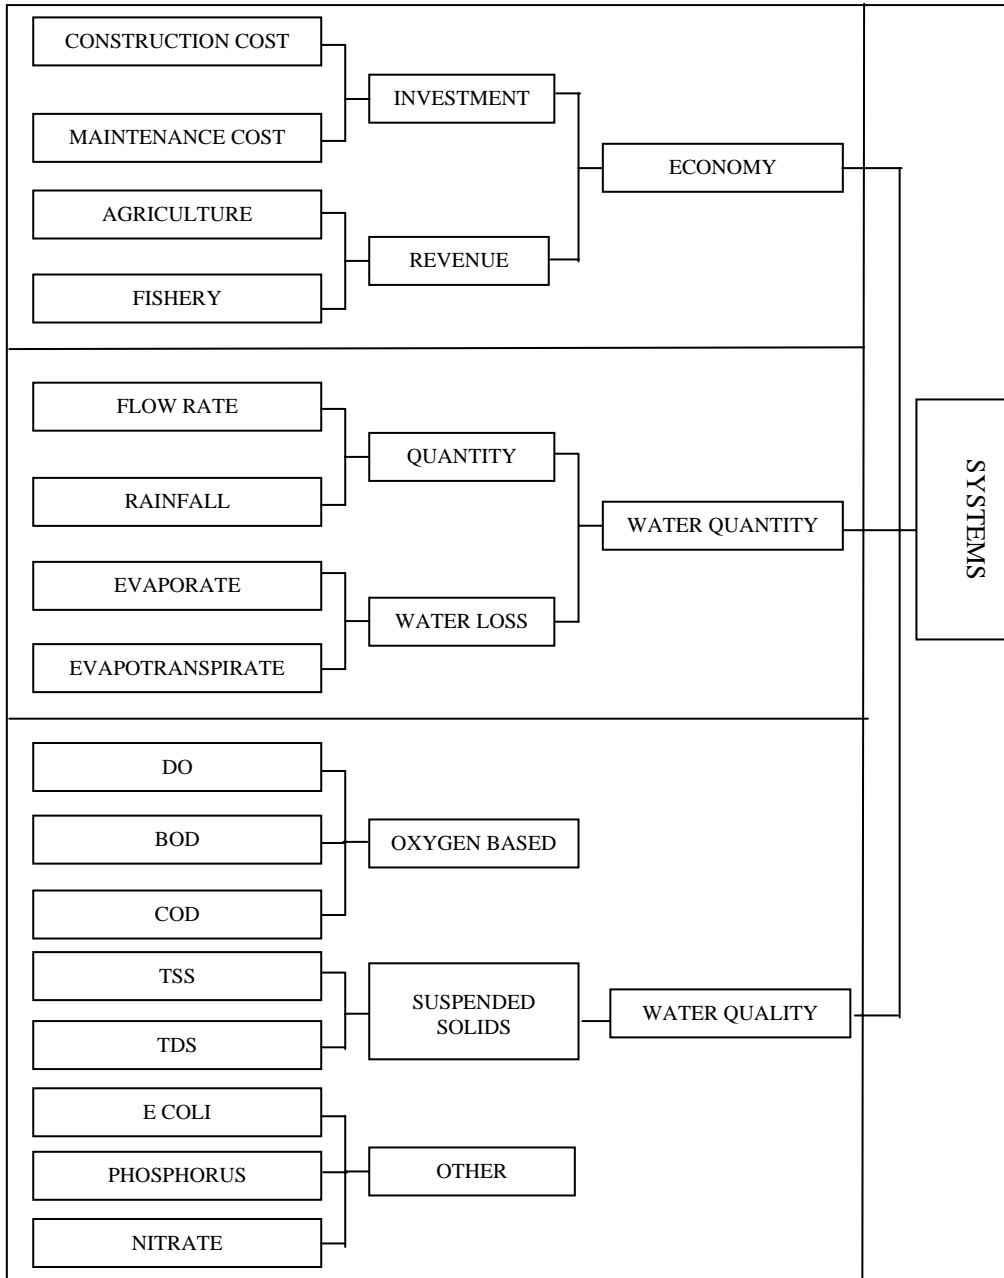 CONSTRUCTION COST
MAINTENANCE COST
AGRICULTURE
FISHERY
INVESTMENT
REVENUE
ECONOMY
FLOW RATE
RAINFALL
EVAPORATE
EVAPOTRANSPIRATE
QUANTITY
WATER LOSS
WATER QUANTITY
DO
BOD
COD
TSS
TDS
E COLI
PHOSPHORUS
NITRATE
OXYGEN BASED
SUSPENDED
SOLIDS
OTHER
WATER QUALITY
SYSTEMS